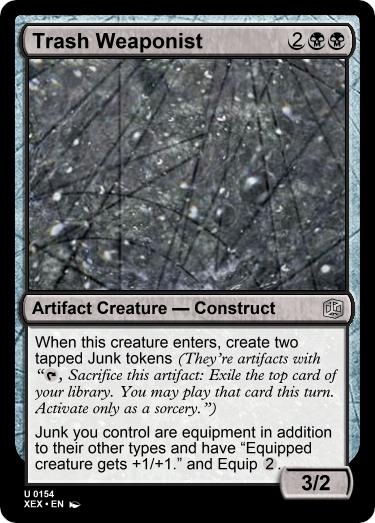 Trash Weaponist 2
Artifact Creature — Construct
When this creature enters, create two
tapped Junk tokens (They're artifacts with
“, Sacrifice this artifact: Exile the top card of
your library. You may play that card this turn.
Activate only as a sorcery.”)
Junk you control are equipment in addition
to their other types and have “Equipped
creature gets +1/+1.” and Equip 2.
3/2
U 0154
XEX • EN